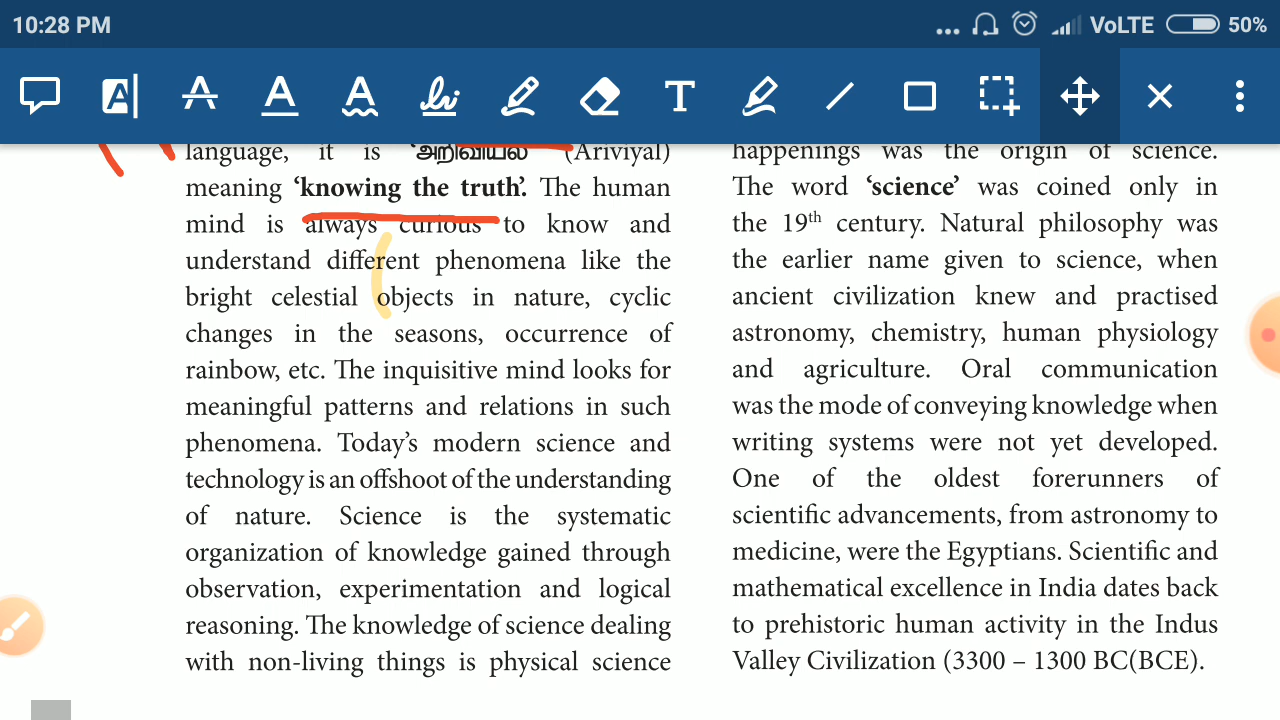 10:28 PM
VoLTE 50%
language, it is 'அறிவியல் (Ariviyal)
meaning 'knowing the truth'. The human
mind is always curious to know and
understand different phenomena like the
bright celestial objects in nature, cyclic
changes in the seasons, occurrence of
rainbow, etc. The inquisitive mind looks for
meaningful patterns and relations in such
phenomena. Today's modern science and
technology is an offshoot of the understanding
of nature. Science is the systematic
organization of knowledge gained through
observation, experimentation and logical
reasoning. The knowledge of science dealing
with non-living things is physical science
happenings was the origin of science.
The word 'science' was coined only in
the 19th century. Natural philosophy was
the earlier name given to science, when
ancient civilization knew and practised
astronomy, chemistry, human physiology
and agriculture. Oral communication
was the mode of conveying knowledge when
writing systems were not yet developed.
One of the oldest forerunners of
scientific advancements, from astronomy to
medicine, were the Egyptians. Scientific and
mathematical excellence in India dates back
to prehistoric human activity in the Indus
Valley Civilization (3300 – 1300 BC(BCE).